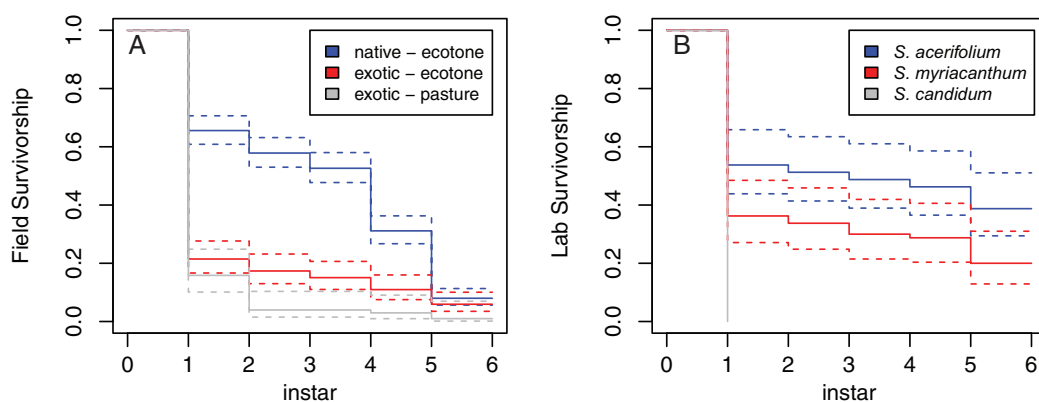 A
native – ecotone
exotic – ecotone
exotic – pasture
Field Survivorship
1.0
0.8
0.6
0.4
0.2
0.0
0 1 2 3 4 5 6
instar
B
S. acerifolium
S. myriacanthum
S. candidum
Lab Survivorship
1.0
0.8
0.6
0.4
0.2
0.0
0 1 2 3 4 5 6
instar